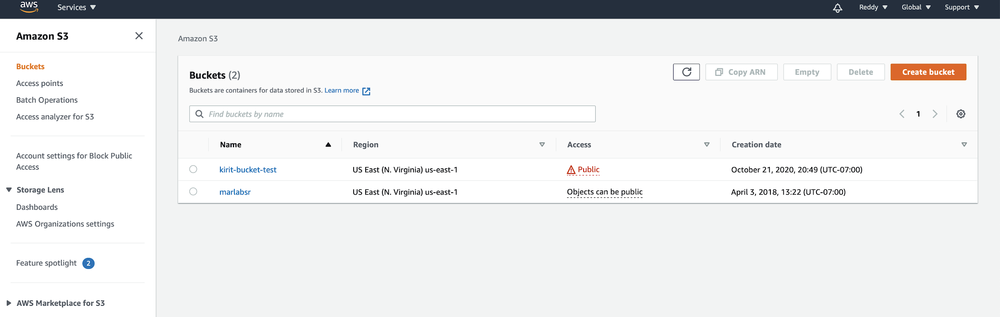 aws
Services
Reddy
Global
Support
Amazon S3
Buckets
Access points
Batch Operations
Access analyzer for S3
Account settings for Block Public
Access
Storage Lens
Dashboards
AWS Organizations settings
Feature spotlight 2
AWS Marketplace for S3
Amazon S3
Buckets (2)
Copy ARN
Empty
Delete
Create bucket
Buckets are containers for data stored in S3. Learn more
Find buckets by name
1
Name Region Access Creation date
kirit-bucket-test US East (N. Virginia) us-east-1 Public October 21, 2020, 20:49 (UTC-07:00)
marlabsr US East (N. Virginia) us-east-1 Objects can be public April 3, 2018, 13:22 (UTC-07:00)